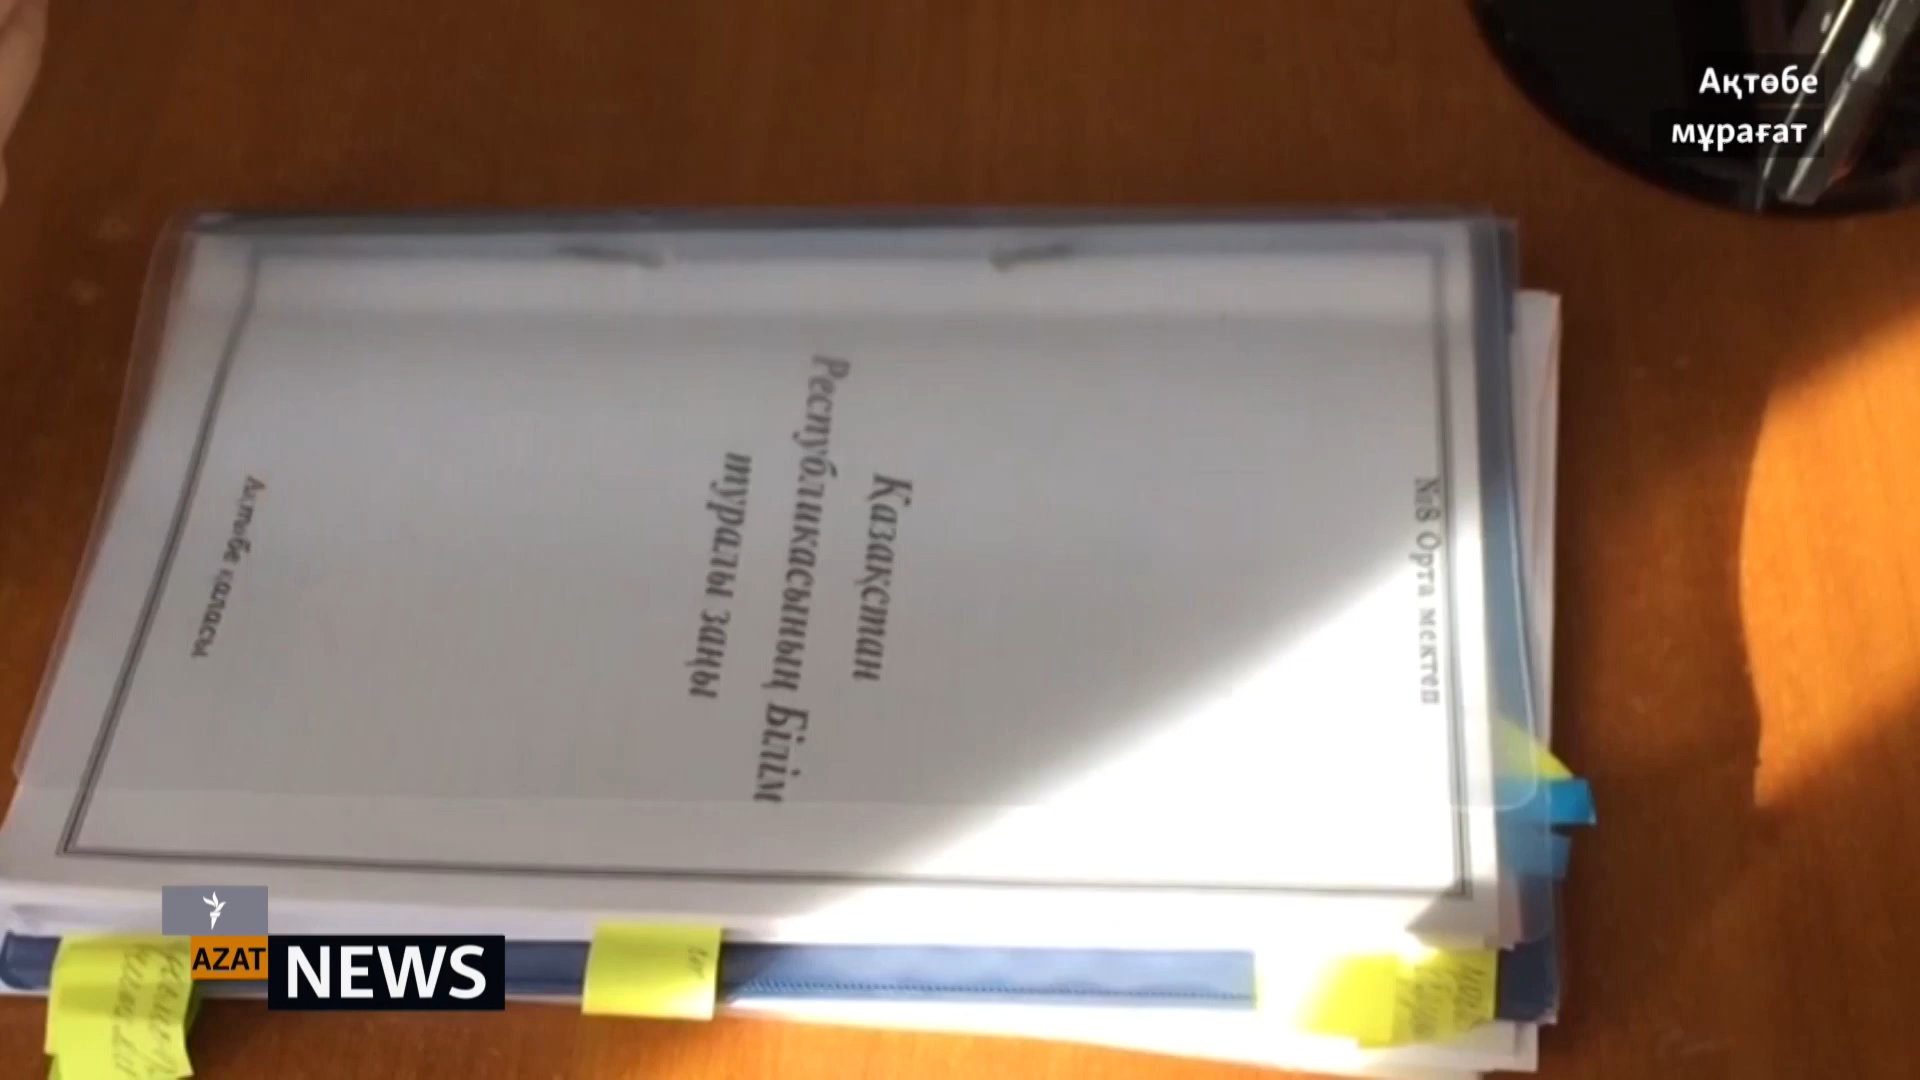 Ақтөбе
мұрағат
№8 Орта мектеп
Қазақстан
Республикасының Білім
туралы заңы
Ақтөбе қаласы
AZAT
NEWS